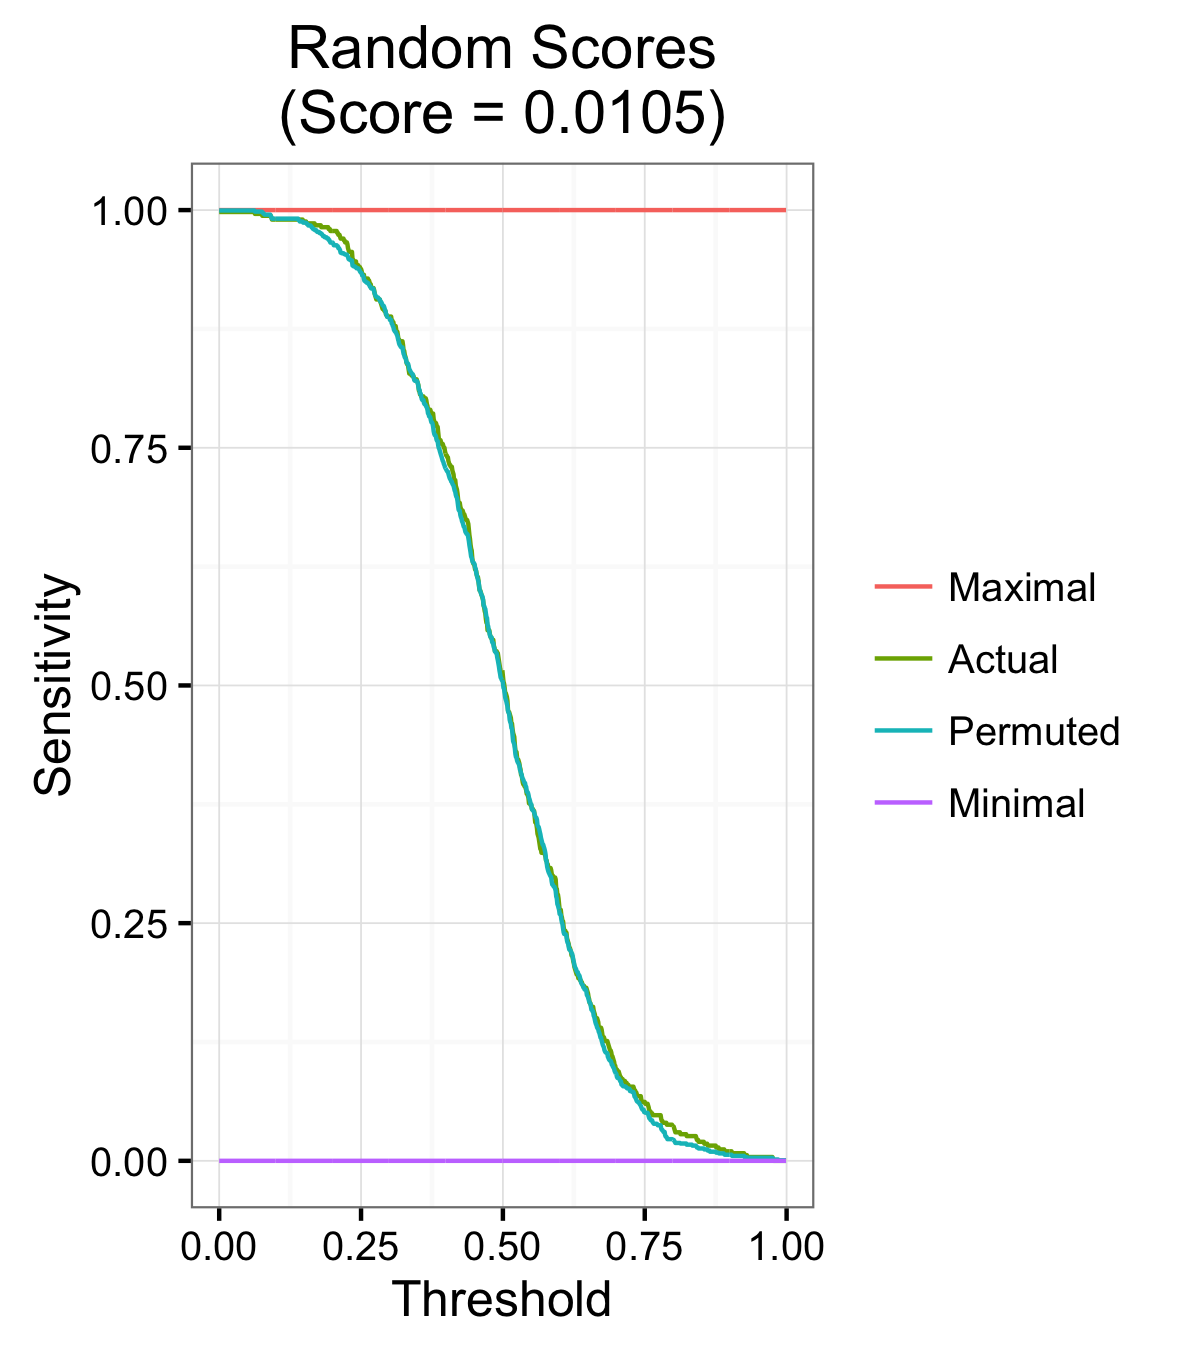 Random Scores
(Score = 0.0105)
Sensitivity
1.00
0.75
0.50
0.25
0.00
0.00 0.25 0.50 0.75 1.00
Threshold
Maximal
Actual
Permuted
Minimal